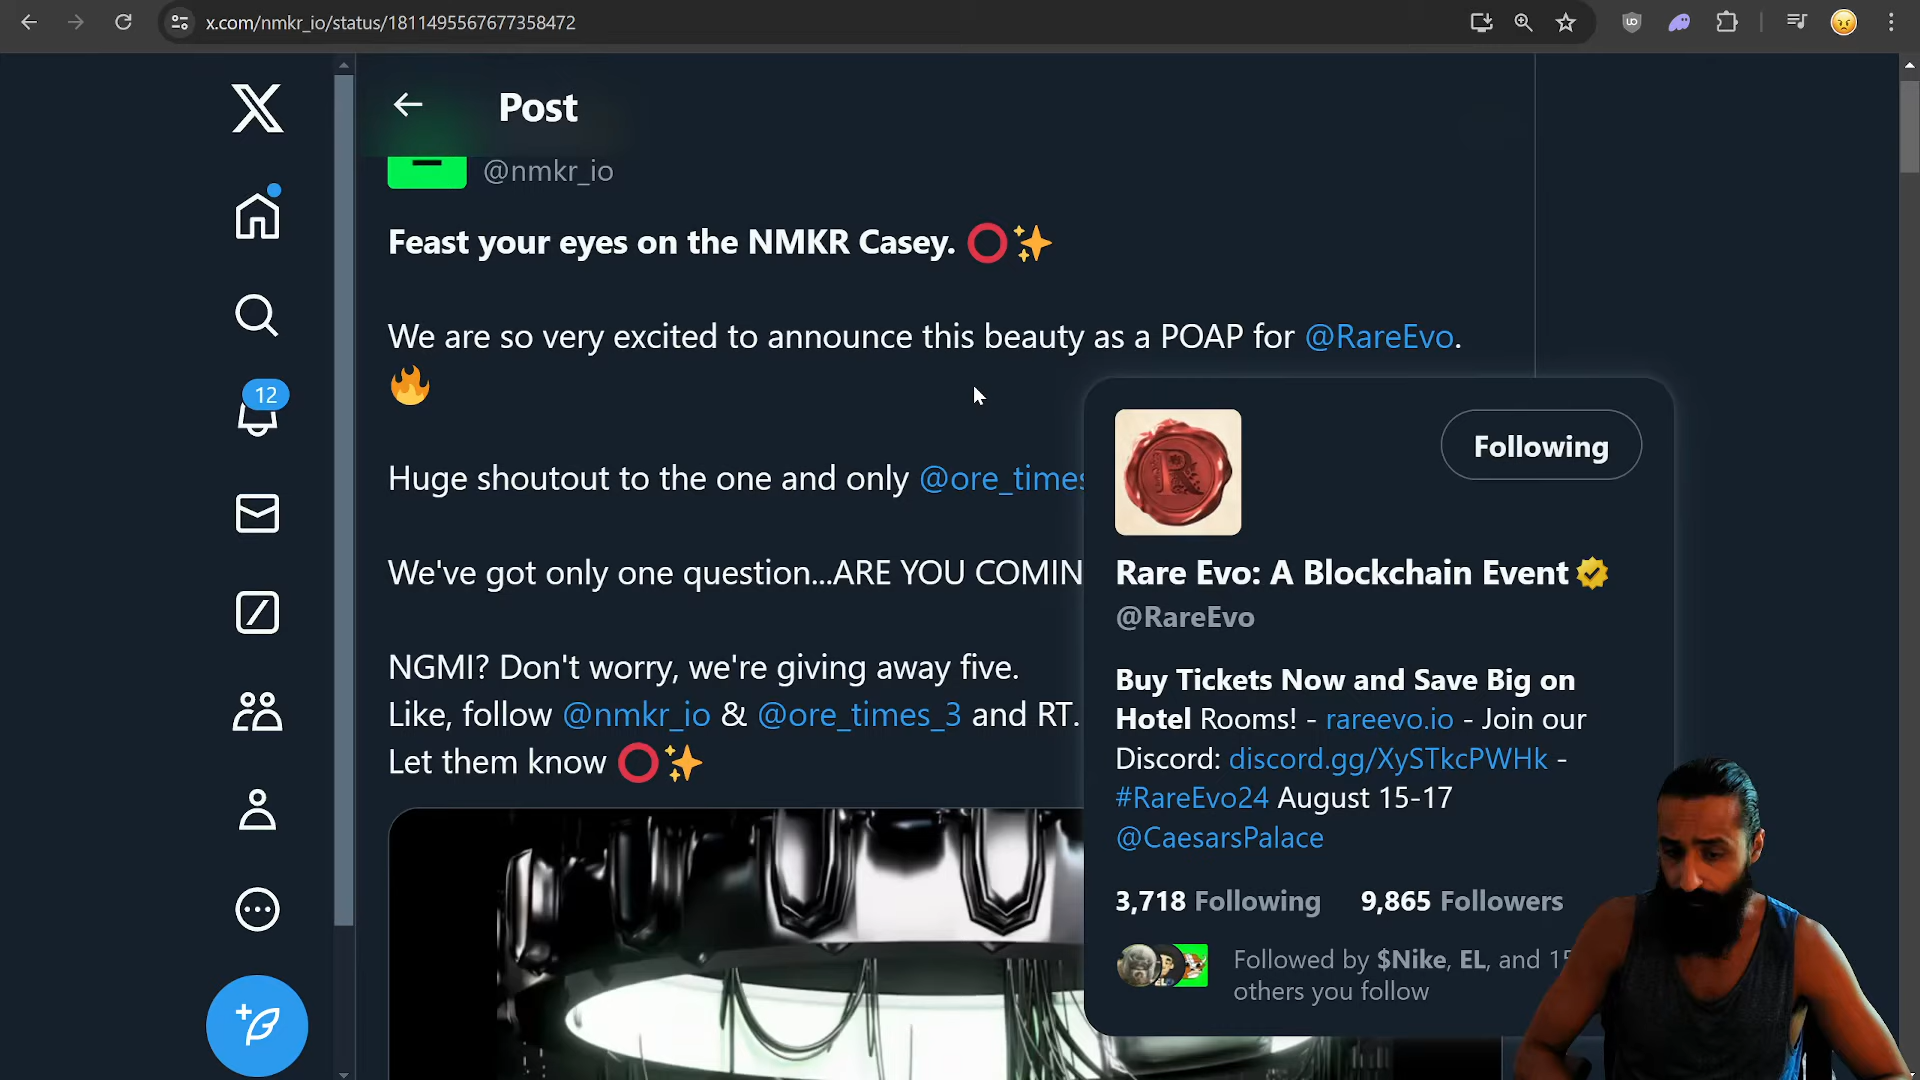 x.com/nmkr_io/status/1811495567677358472
Post
@nmkr_io
Feast your eyes on the NMKR Casey. ⭕✨
We are so very excited to announce this beauty as a POAP for @RareEvo.
🔥
Huge shoutout to the one and only @ore_times
We've got only one question...ARE YOU COMIN
NGMI? Don't worry, we're giving away five.
Like, follow @nmkr_io & @ore_times_3 and RT.
Let them know ⭕✨
12
Following
R
Rare Evo: A Blockchain Event
@RareEvo
Buy Tickets Now and Save Big on
Hotel Rooms! - rareevo.io - Join our
Discord: discord.gg/XySTkcPWHk -
#RareEvo24 August 15-17
@CaesarsPalace
3,718 Following 9,865 Followers
Followed by $Nike, EL, and 15
others you follow